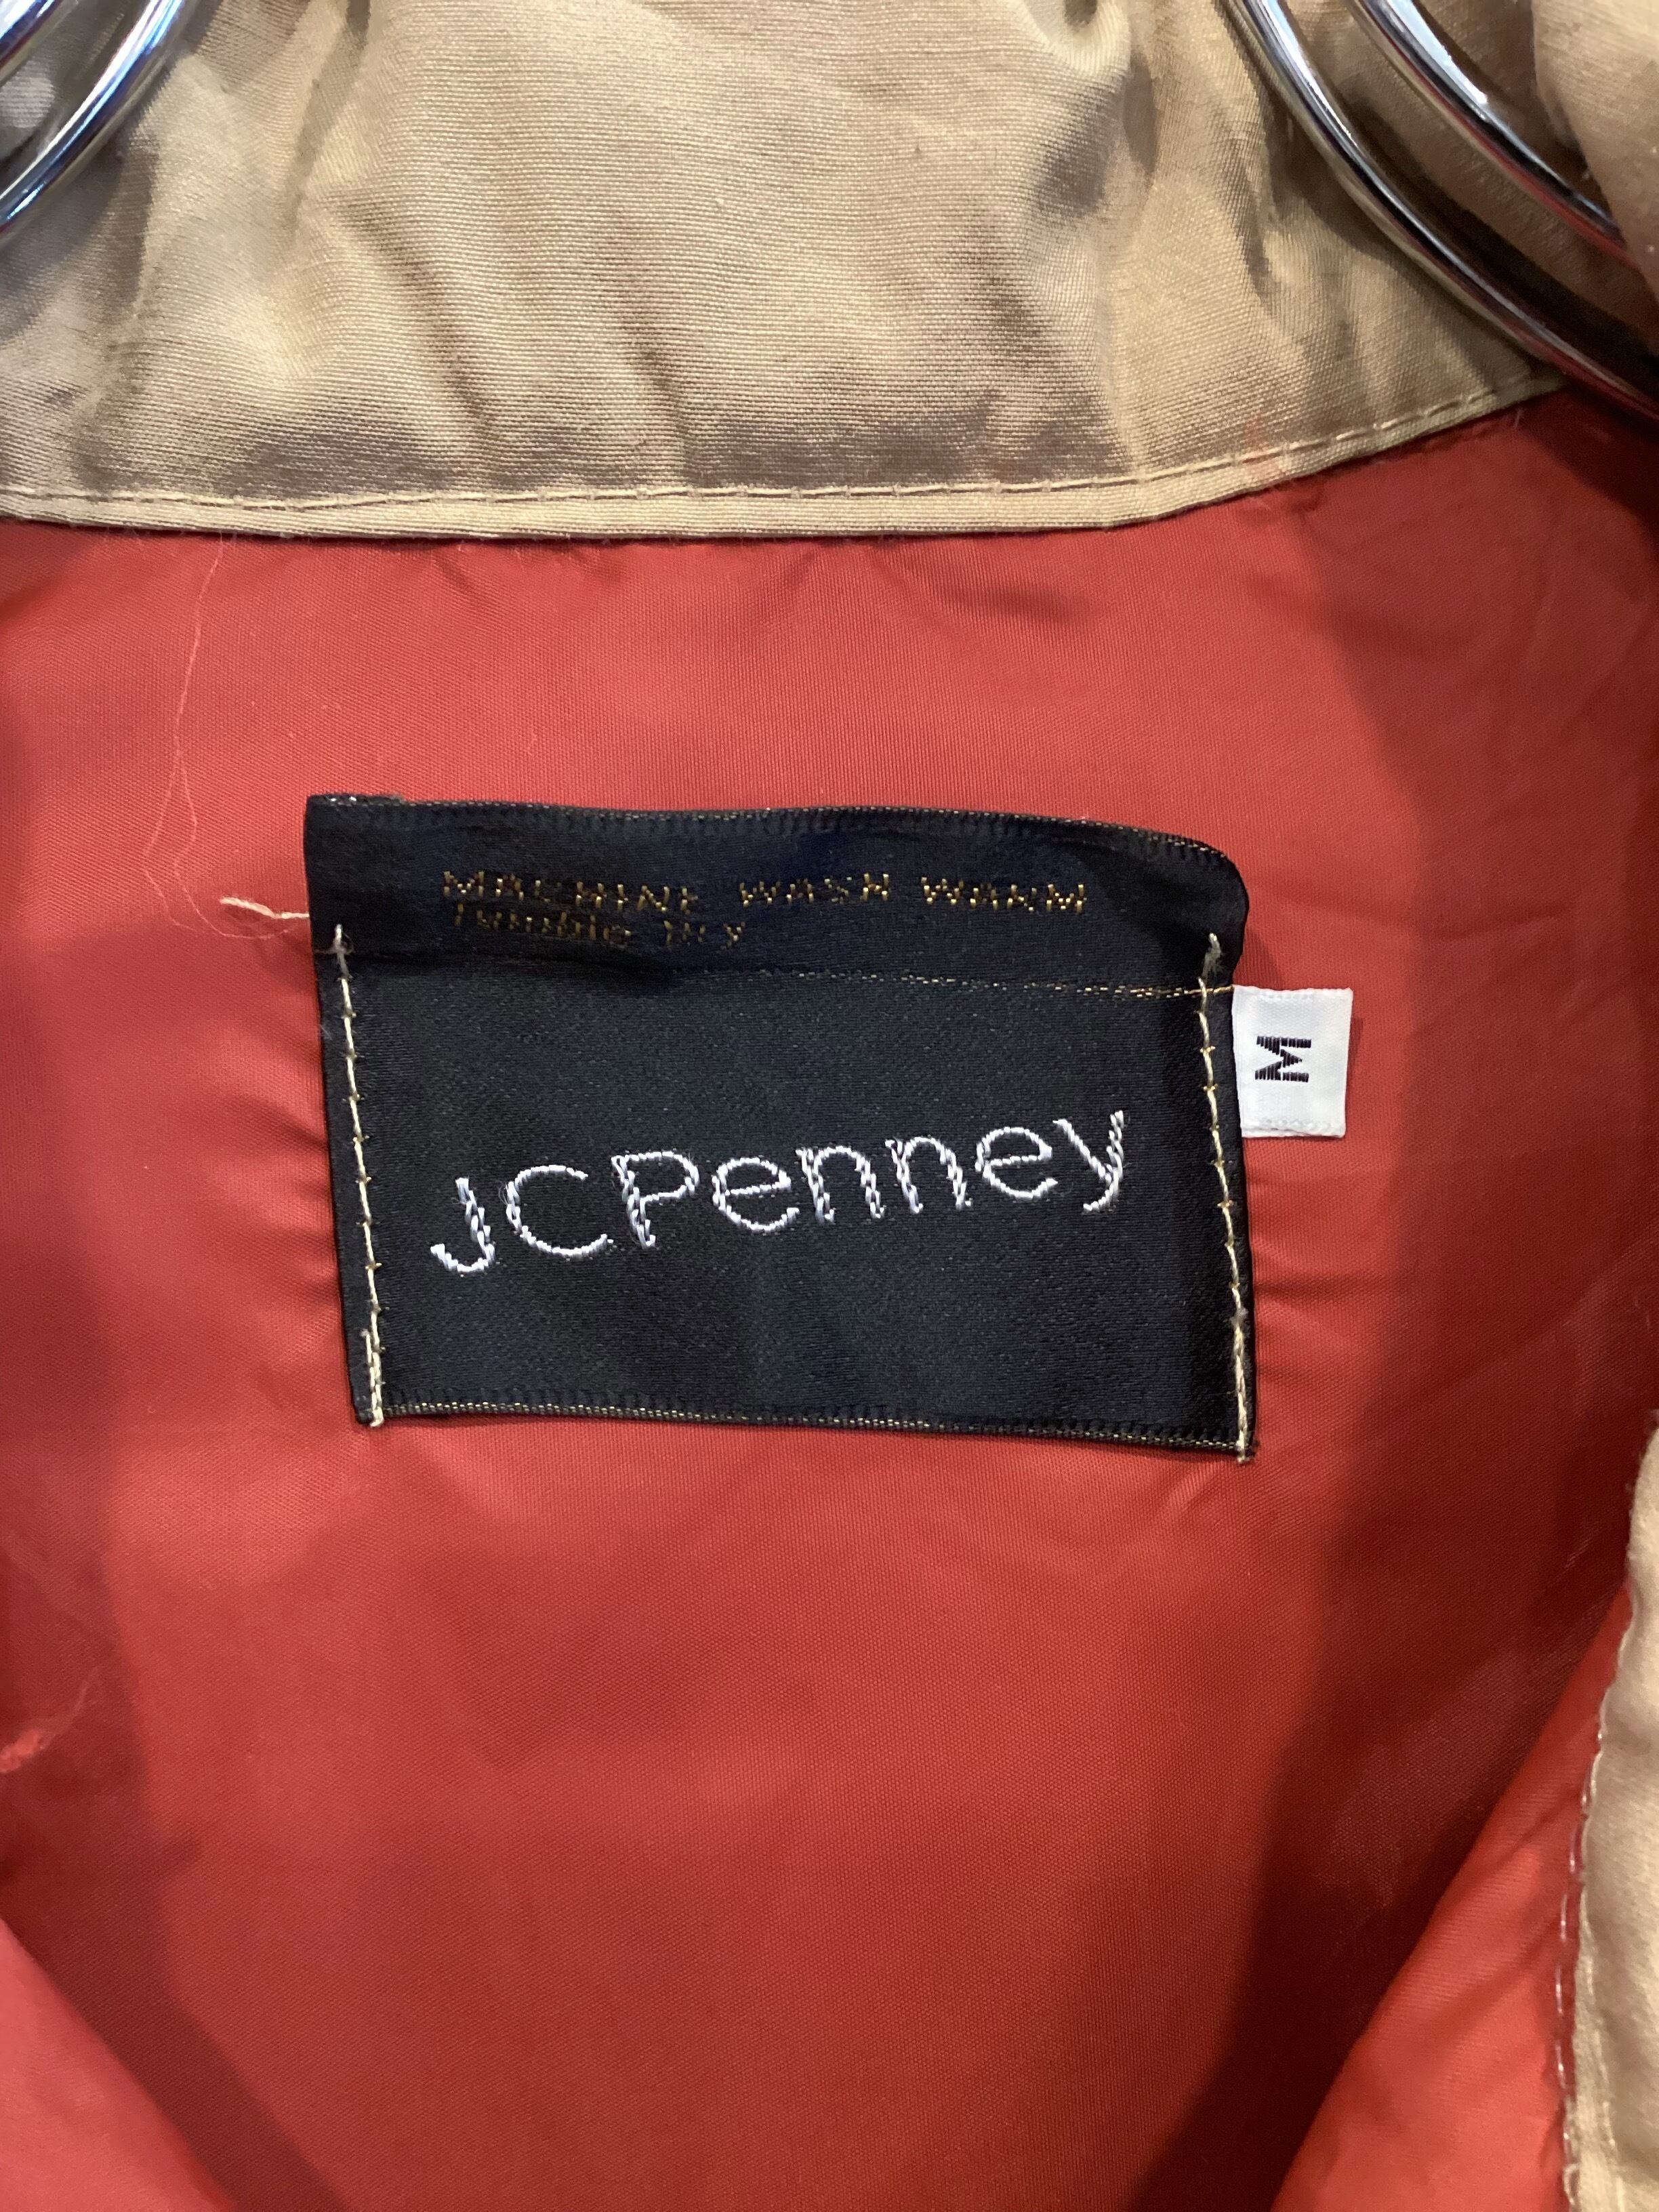 MACHINE WASH WARM
Tumble Dry
M
JCPenney